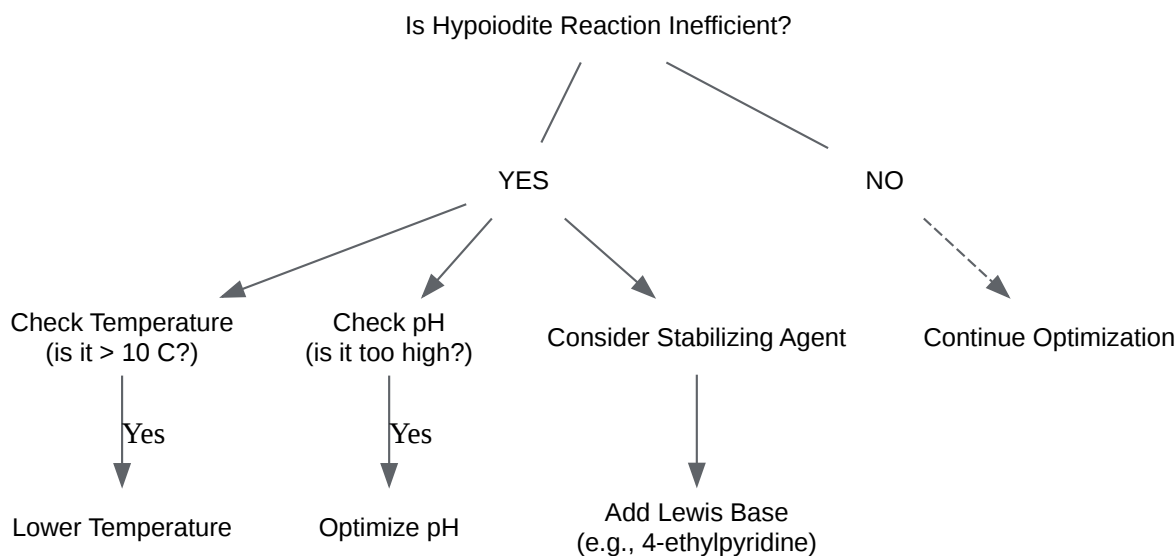 Is Hypoiodite Reaction Inefficient?
YES
NO
Check Temperature
(is it > 10 C?)
Check pH
(is it too high?)
Consider Stabilizing Agent
Continue Optimization
Yes
Yes
Lower Temperature
Optimize pH
Add Lewis Base
(e.g., 4-ethylpyridine)